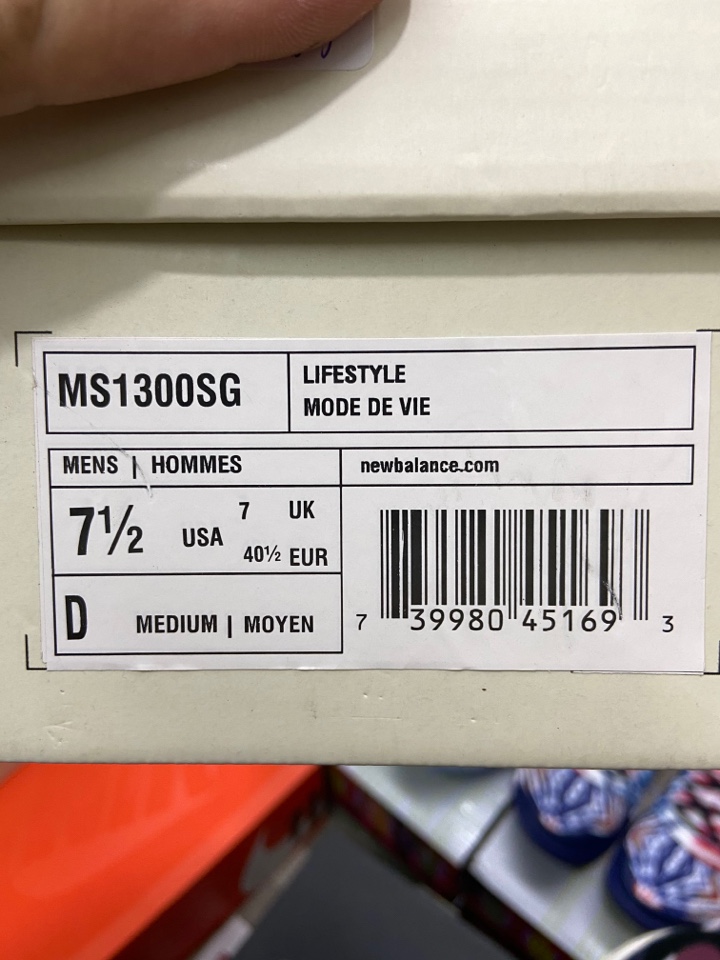 MS1300SG
LIFESTYLE
MODE DE VIE
MENS | HOMMES
newbalance.com
7½ USA
7 UK
40½ EUR
D MEDIUM | MOYEN
7 39980 45169 3